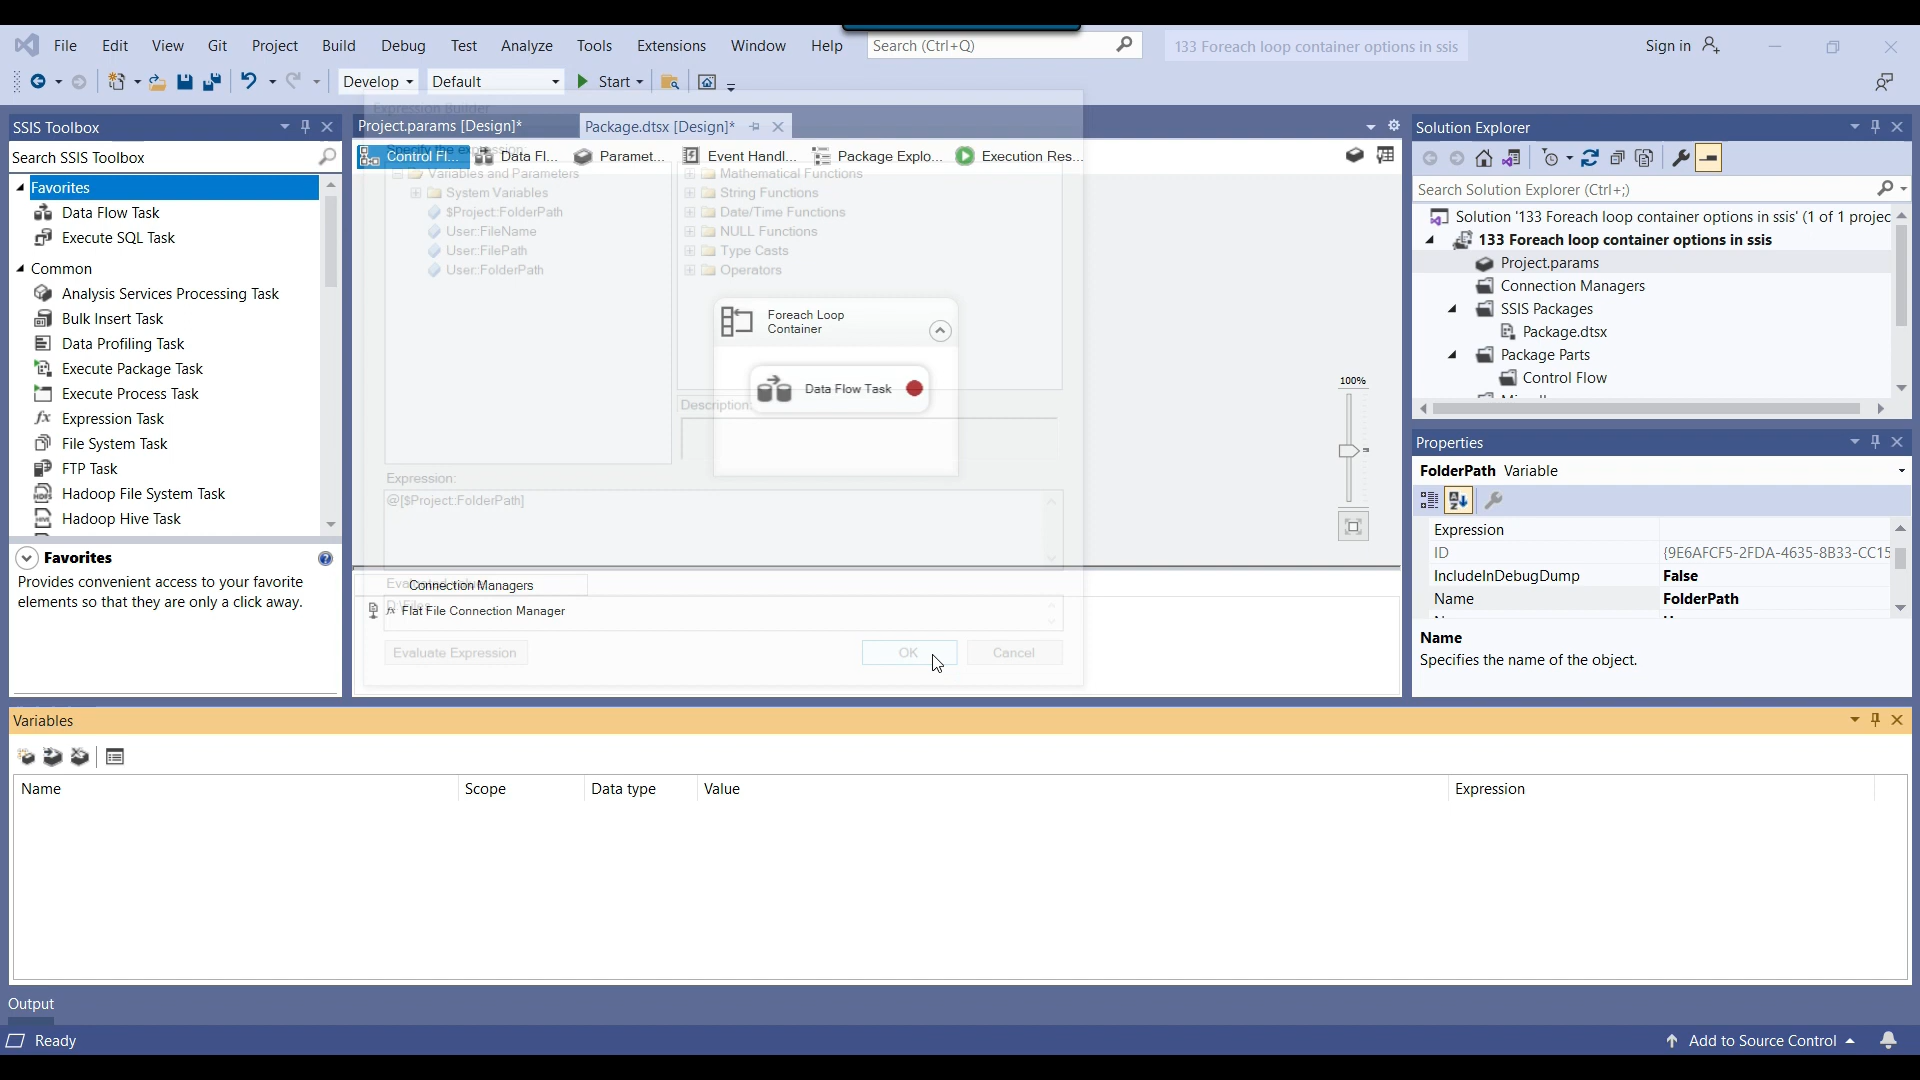 File Edit View Git Project Build Debug Test Analyze Tools Extensions Window Help Search (Ctrl+Q) 133 Foreach loop container options in ssis Sign in
Develop Default Start
SSIS Toolbox
Search SSIS Toolbox
Favorites
Data Flow Task
Execute SQL Task
Common
Analysis Services Processing Task
Bulk Insert Task
Data Profiling Task
Execute Package Task
Execute Process Task
Expression Task
File System Task
FTP Task
Hadoop File System Task
Hadoop Hive Task
Favorites
Provides convenient access to your favorite
elements so that they are only a click away.
Expression Builder
Project.params [Design]* Package.dtsx [Design]*
Specify the expression:
Control Fl... Data Fl... Paramet... Event Handl... Package Explo... Execution Res...
Variables and Parameters
System Variables
$Project::FolderPath
User::FileName
User::FilePath
User::FolderPath
Mathematical Functions
String Functions
Date/Time Functions
NULL Functions
Type Casts
Operators
Foreach Loop
Container
Data Flow Task
100%
Description:
Expression:
@[$Project::FolderPath]
Connection Managers
Flat File Connection Manager
Evaluate Expression OK Cancel
Solution Explorer
Search Solution Explorer (Ctrl+;)
Solution '133 Foreach loop container options in ssis' (1 of 1 projec
133 Foreach loop container options in ssis
Project.params
Connection Managers
SSIS Packages
Package.dtsx
Package Parts
Control Flow
Properties
FolderPath Variable
Expression
ID {9E6AFCF5-2FDA-4635-8B33-CC15
IncludeInDebugDump False
Name FolderPath
Name
Specifies the name of the object.
Variables
Name Scope Data type Value Expression
Output
Ready Add to Source Control